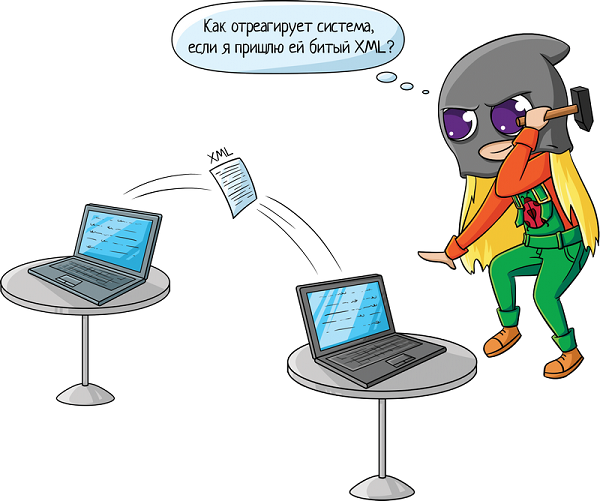 Как отреагирует система,
если я пришлю ей битый XML?
XML